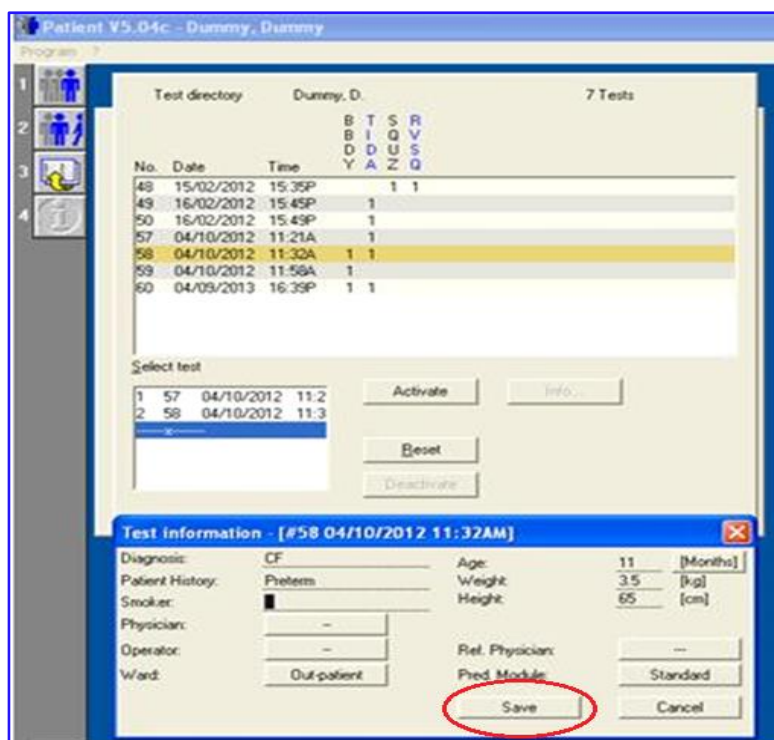 Patient V5.04c - Dummy, Dummy
Program ?
1
2
3
4
Test directory Dummy, D. 7 Tests
B T S R
B I Q V
D D U S
No. Date Time Y A Z Q
48 15/02/2012 15:35P 1 1
49 16/02/2012 15:45P 1
50 16/02/2012 15:49P 1
57 04/10/2012 11:21A 1
58 04/10/2012 11:32A 1 1
59 04/10/2012 11:58A 1
60 04/09/2013 16:39P 1 1
Select test
1 57 04/10/2012 11:2
2 58 04/10/2012 11:3
-----x-----
Activate
Info...
Reset
Deactivate
Test information - [#58 04/10/2012 11:32AM]
Diagnosis: CF Age: 11 [Months]
Patient History: Preterm Weight: 3.5 [kg]
Smoker: Height: 65 [cm]
Physician: --
Operator: -- Ref. Physician: ---
Ward: Out-patient Pred. Module: Standard
Save Cancel